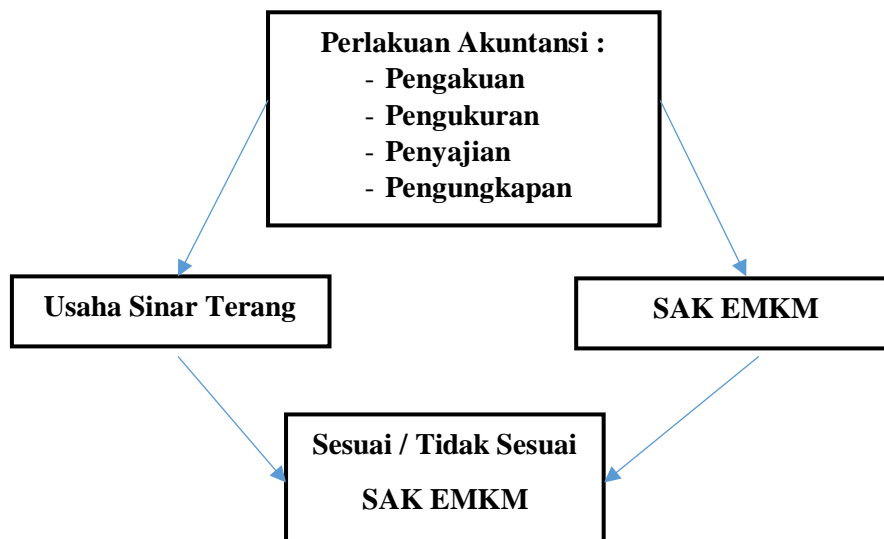 Perlakuan Akuntansi :
- Pengakuan
- Pengukuran
- Penyajian
- Pengungkapan
Usaha Sinar Terang
SAK EMKM
Sesuai / Tidak Sesuai
SAK EMKM